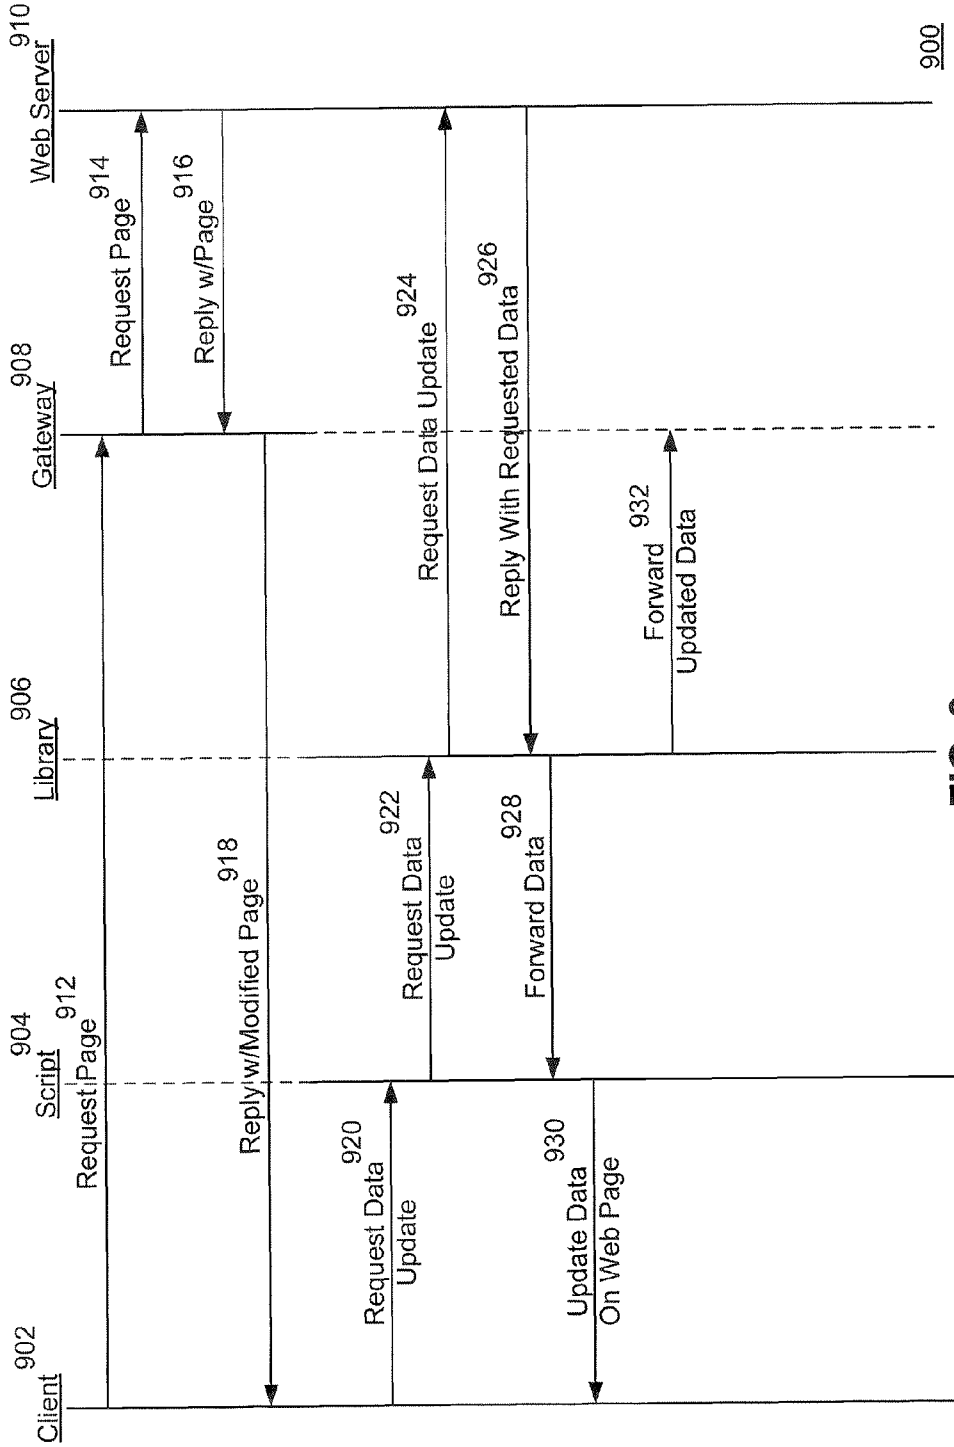 Client 902
Script 904
Library 906
Gateway 908
Web Server 910
Request Page 912
Request Page 914
Reply w/Page 916
Reply w/Modified Page 918
Request Data 920
Update
Request Data 922
Update
Request Data Update 924
Reply With Requested Data 926
Forward Data 928
Update Data 930
On Web Page
Forward 932
Updated Data
900